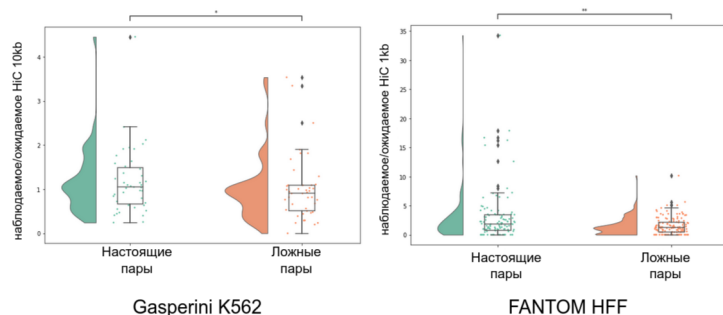 *
наблюдаемое/ожидаемое HiC 10kb
4
3
2
1
0
Настоящие
пары
Ложные
пары
Gasperini K562
**
наблюдаемое/ожидаемое HiC 1kb
35
30
25
20
15
10
5
0
Настоящие
пары
Ложные
пары
FANTOM HFF